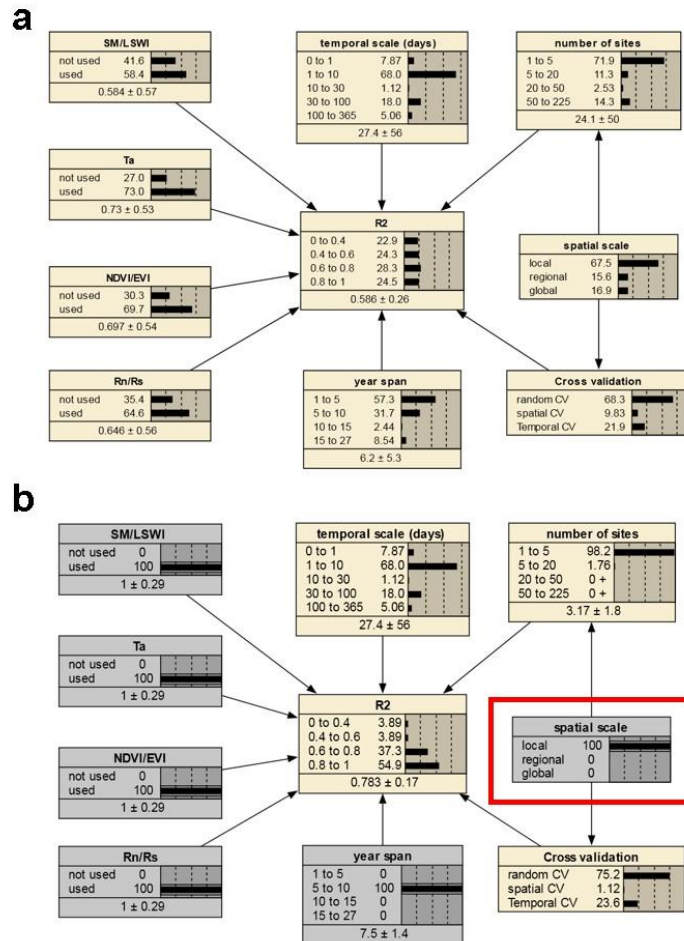 a
SM/LSWI
not used 41.6
used 58.4
0.584 ± 0.57
temporal scale (days)
0 to 1 7.87
1 to 10 68.0
10 to 30 1.12
30 to 100 18.0
100 to 365 5.06
27.4 ± 56
number of sites
1 to 5 71.9
5 to 20 11.3
20 to 50 2.53
50 to 225 14.3
24.1 ± 50
Ta
not used 27.0
used 73.0
0.73 ± 0.53
R2
0 to 0.4 22.9
0.4 to 0.6 24.3
0.6 to 0.8 28.3
0.8 to 1 24.5
0.586 ± 0.26
spatial scale
local 67.5
regional 15.6
global 16.9
NDVI/EVI
not used 30.3
used 69.7
0.697 ± 0.54
Rn/Rs
not used 35.4
used 64.6
0.646 ± 0.56
year span
1 to 5 57.3
5 to 10 31.7
10 to 15 2.44
15 to 27 8.54
6.2 ± 5.3
Cross validation
random CV 68.3
spatial CV 9.83
Temporal CV 21.9
b
SM/LSWI
not used 0
used 100
1 ± 0.29
temporal scale (days)
0 to 1 7.87
1 to 10 68.0
10 to 30 1.12
30 to 100 18.0
100 to 365 5.06
27.4 ± 56
number of sites
1 to 5 98.2
5 to 20 1.76
20 to 50 0 +
50 to 225 0 +
3.17 ± 1.8
Ta
not used 0
used 100
1 ± 0.29
R2
0 to 0.4 3.89
0.4 to 0.6 3.89
0.6 to 0.8 37.3
0.8 to 1 54.9
0.783 ± 0.17
spatial scale
local 100
regional 0
global 0
NDVI/EVI
not used 0
used 100
1 ± 0.29
Rn/Rs
not used 0
used 100
1 ± 0.29
year span
1 to 5 0
5 to 10 100
10 to 15 0
15 to 27 0
7.5 ± 1.4
Cross validation
random CV 75.2
spatial CV 1.12
Temporal CV 23.6